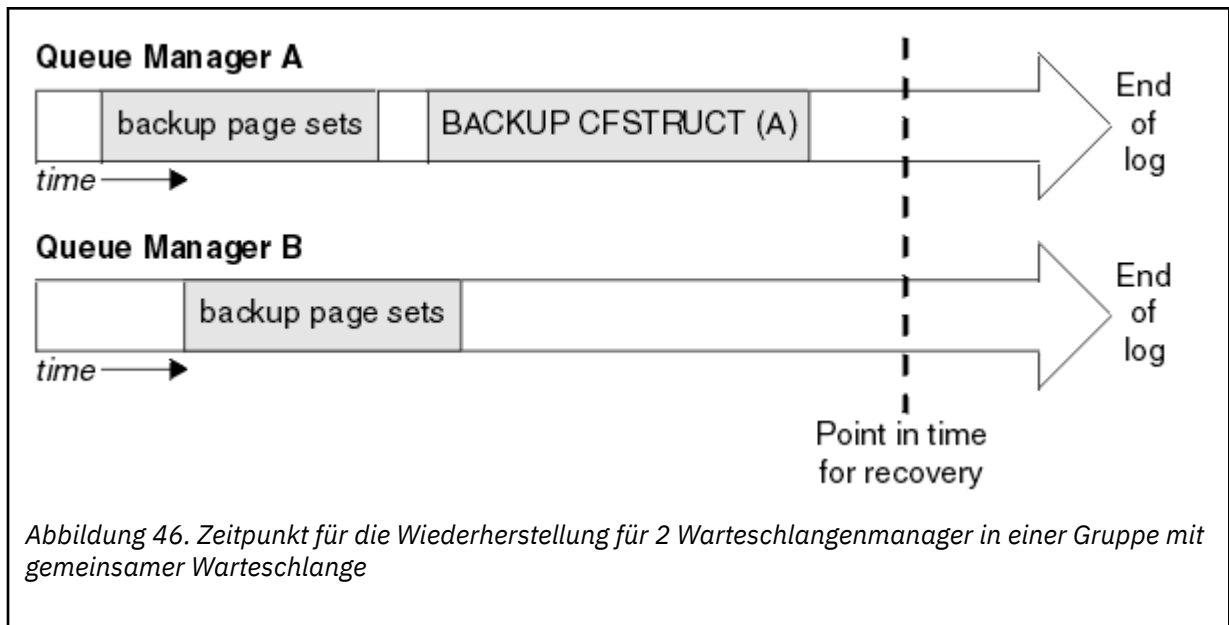 Queue Manager A
backup page sets
BACKUP CFSTRUCT (A)
time
End
of
log
Queue Manager B
backup page sets
time
End
of
log
Point in time
for recovery
Abbildung 46. Zeitpunkt für die Wiederherstellung für 2 Warteschlangenmanager in einer Gruppe mit
gemeinsamer Warteschlange